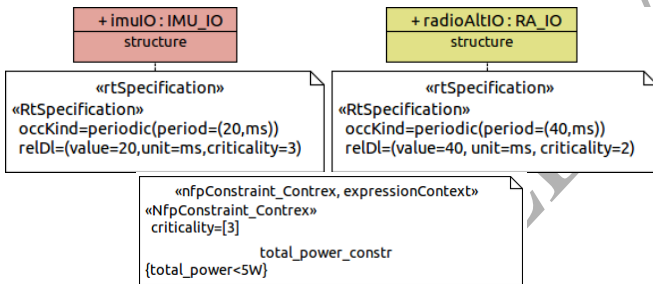 + imuIO : IMU_IO
structure
+ radioAltIO : RA_IO
structure
«rtSpecification»
«RtSpecification»
occKind=periodic(period=(20,ms))
relDl=(value=20,unit=ms,criticality=3)
«rtSpecification»
«RtSpecification»
occKind=periodic(period=(40,ms))
relDl=(value=40, unit=ms, criticality=2)
«nfpConstraint_Contrex, expressionContext»
«NfpConstraint_Contrex»
criticality=[3]
total_power_constr
{total_power<5W}